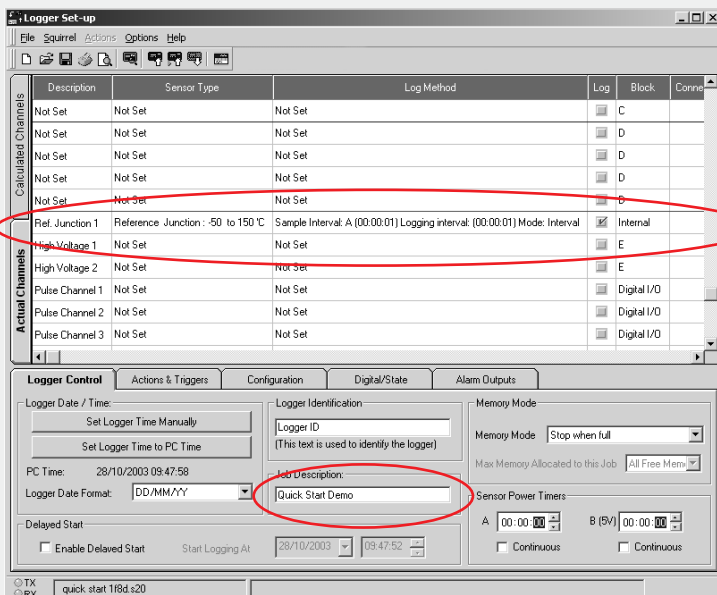 Logger Set-up
File Squirrel Actions Options Help
Calculated Channels
Actual Channels
Description Sensor Type Log Method Log Block Conne
Not Set Not Set Not Set C
Not Set Not Set Not Set D
Not Set Not Set Not Set D
Not Set Not Set Not Set D
Not Set Not Set Not Set D
Ref. Junction 1 Reference Junction : -50 to 150 'C Sample Interval: A (00:00:01) Logging interval: (00:00:01) Mode: Interval Internal
High Voltage 1 Not Set Not Set E
High Voltage 2 Not Set Not Set E
Pulse Channel 1 Not Set Not Set Digital I/O
Pulse Channel 2 Not Set Not Set Digital I/O
Pulse Channel 3 Not Set Not Set Digital I/O
Logger Control Actions & Triggers Configuration Digital/State Alarm Outputs
Logger Date / Time:
Set Logger Time Manually
Set Logger Time to PC Time
PC Time: 28/10/2003 09:47:58
Logger Date Format: DD/MM/YY
Logger Identification
Logger ID
(This text is used to identify the logger)
Job Description:
Quick Start Demo
Memory Mode
Memory Mode Stop when full
Max Memory Allocated to this Job All Free Mem
Sensor Power Timers
A 00:00:00 B (5V) 00:00:00
Continuous Continuous
Delayed Start
Enable Delayed Start Start Logging At 28/10/2003 09:47:52
TX
RX
quick start 1f8d.s20